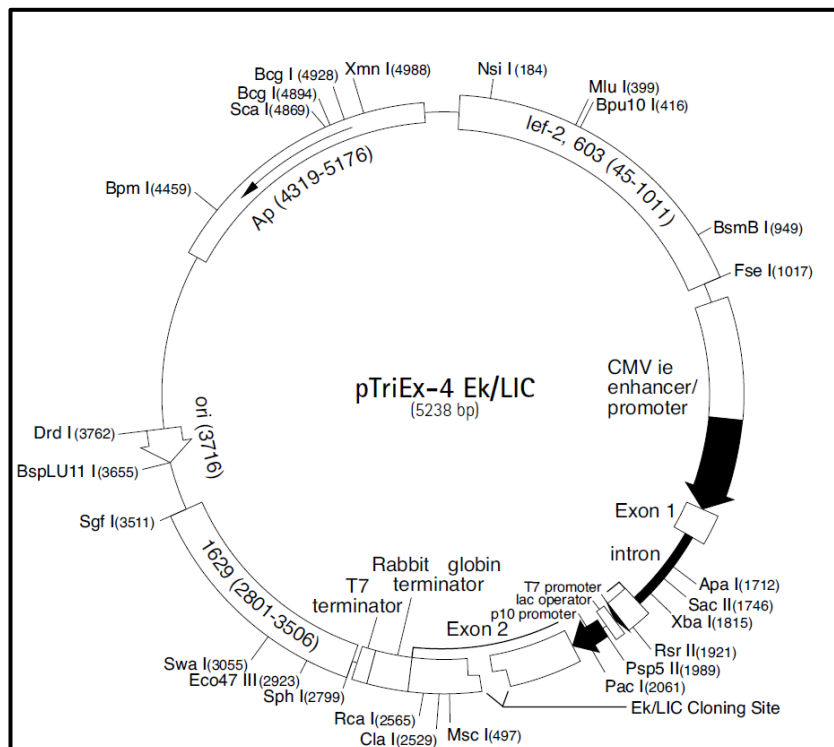 Nsi I(184)
Mlu I(399)
Bpu10 I(416)
lef-2, 603 (45-1011)
BsmB I(949)
Fse I(1017)
CMV ie
enhancer/
promoter
Exon 1
intron
Apa I(1712)
Sac II(1746)
Xba I(1815)
Rsr II(1921)
Psp5 II(1989)
Pac I(2061)
Ek/LIC Cloning Site
T7 promoter
lac operator
p10 promoter
Exon 2
Rabbit globin
terminator
T7
terminator
Msc I(497)
Cla I(2529)
Rca I(2565)
Sph I(2799)
Eco47 III(2923)
Swa I(3055)
1629 (2801-3506)
Sgf I(3511)
BspLU11 I(3655)
Drd I(3762)
ori (3716)
Bpm I(4459)
Ap (4319-5176)
Sca I(4869)
Bcg I(4894)
Bcg I(4928)
Xmn I(4988)
pTriEx-4 Ek/LIC
(5238 bp)